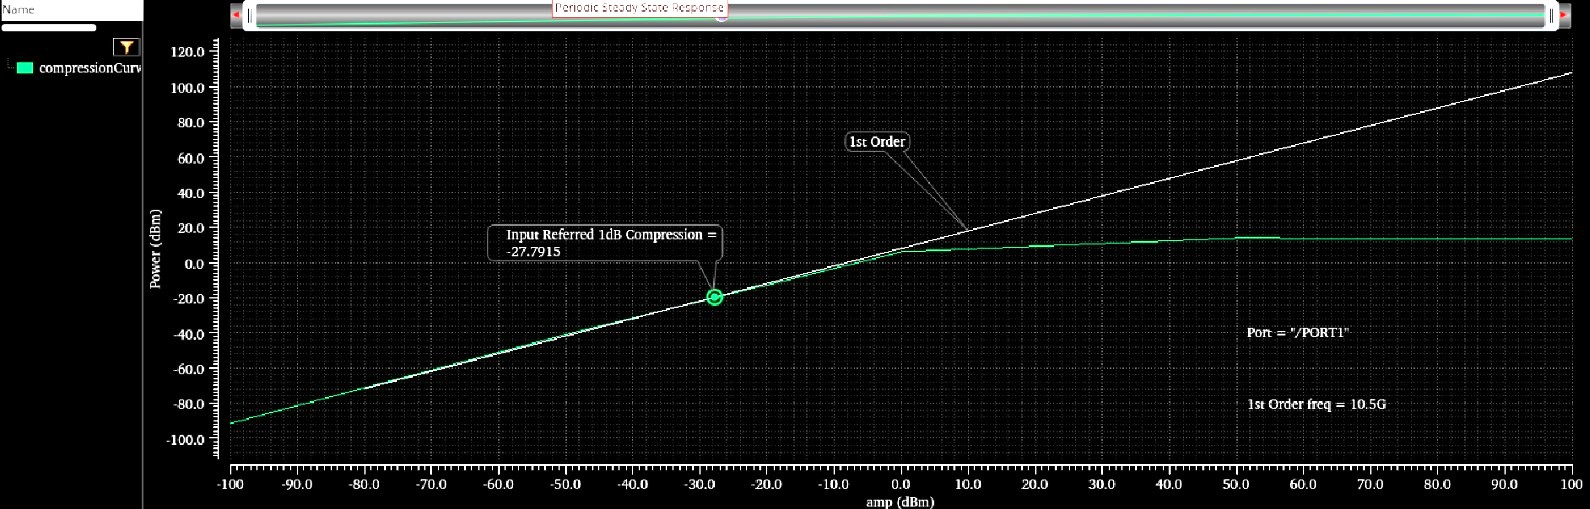 Name
Periodic Steady State Response
compressionCurv
120.0
100.0
80.0
60.0
40.0
20.0
0.0
-20.0
-40.0
-60.0
-80.0
-100.0
Power (dBm)
1st Order
Input Referred 1dB Compression =
-27.7915
Port = "/PORT1"
1st Order freq = 10.5G
-100 -90.0 -80.0 -70.0 -60.0 -50.0 -40.0 -30.0 -20.0 -10.0 0.0 10.0 20.0 30.0 40.0 50.0 60.0 70.0 80.0 90.0 100
amp (dBm)